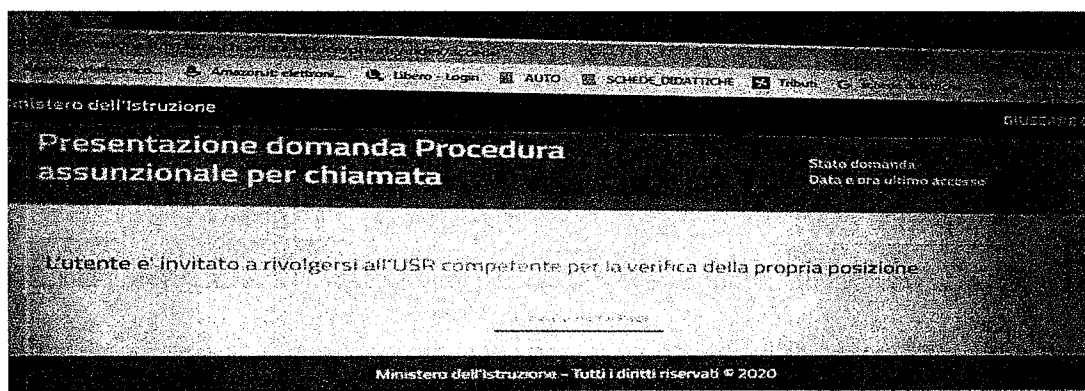 Amazon.it: elettroni... Libero - Login AUTO SCHEDE_DIDATTICHE Tributi
Ministero dell'Istruzione
Presentazione domanda Procedura
assunzionale per chiamata
Stato domanda
Data e ora ultimo accesso
L'utente e' invitato a rivolgersi all'USR competente per la verifica della propria posizione
Ministero dell'Istruzione - Tutti i diritti riservati © 2020